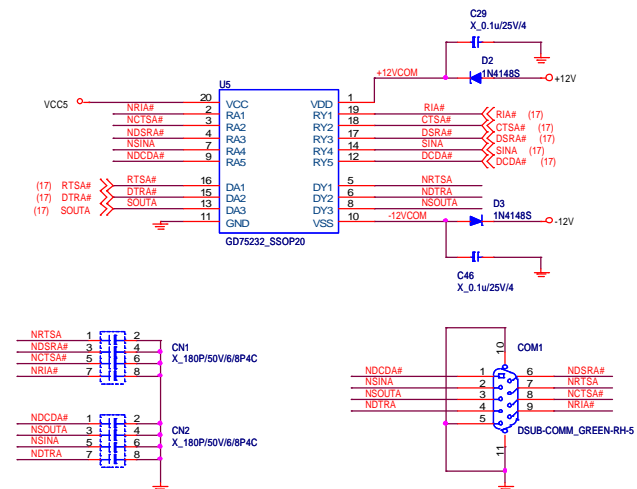 C29
X_0.1u/25V/4
D2
1N4148S
+12VCOM
+12V
U5
VCC5
20 VCC VDD 1
NRIA# 2 RA1 RY1 19 RIA# RIA# (17)
NCTSA# 3 RA2 RY2 18 CTSA# CTSA# (17)
NDSRA# 4 RA3 RY3 17 DSRA# DSRA# (17)
NSINA 7 RA4 RY4 14 SINA SINA (17)
NDCDA# 9 RA5 RY5 12 DCDA# DCDA# (17)
(17) RTSA# RTSA# 16 DA1 DY1 5 NRTSA
(17) DTRA# DTRA# 15 DA2 DY2 6 NDTRA
(17) SOUTA SOUTA 13 DA3 DY3 8 NSOUTA
11 GND VSS 10 -12VCOM
D3
1N4148S
-12V
GD75232_SSOP20
C46
X_0.1u/25V/4
NRTSA 1 2
NDSRA# 3 4
NCTSA# 5 6
NRIA# 7 8
CN1
X_180P/50V/6/8P4C
NDCDA# 1 2
NSOUTA 3 4
NSINA 5 6
NDTRA 7 8
CN2
X_180P/50V/6/8P4C
COM1
10
NDCDA# 1 6 NDSRA#
NSINA 2 7 NRTSA
NSOUTA 3 8 NCTSA#
NDTRA 4 9 NRIA#
5
DSUB-COMM_GREEN-RH-5
11